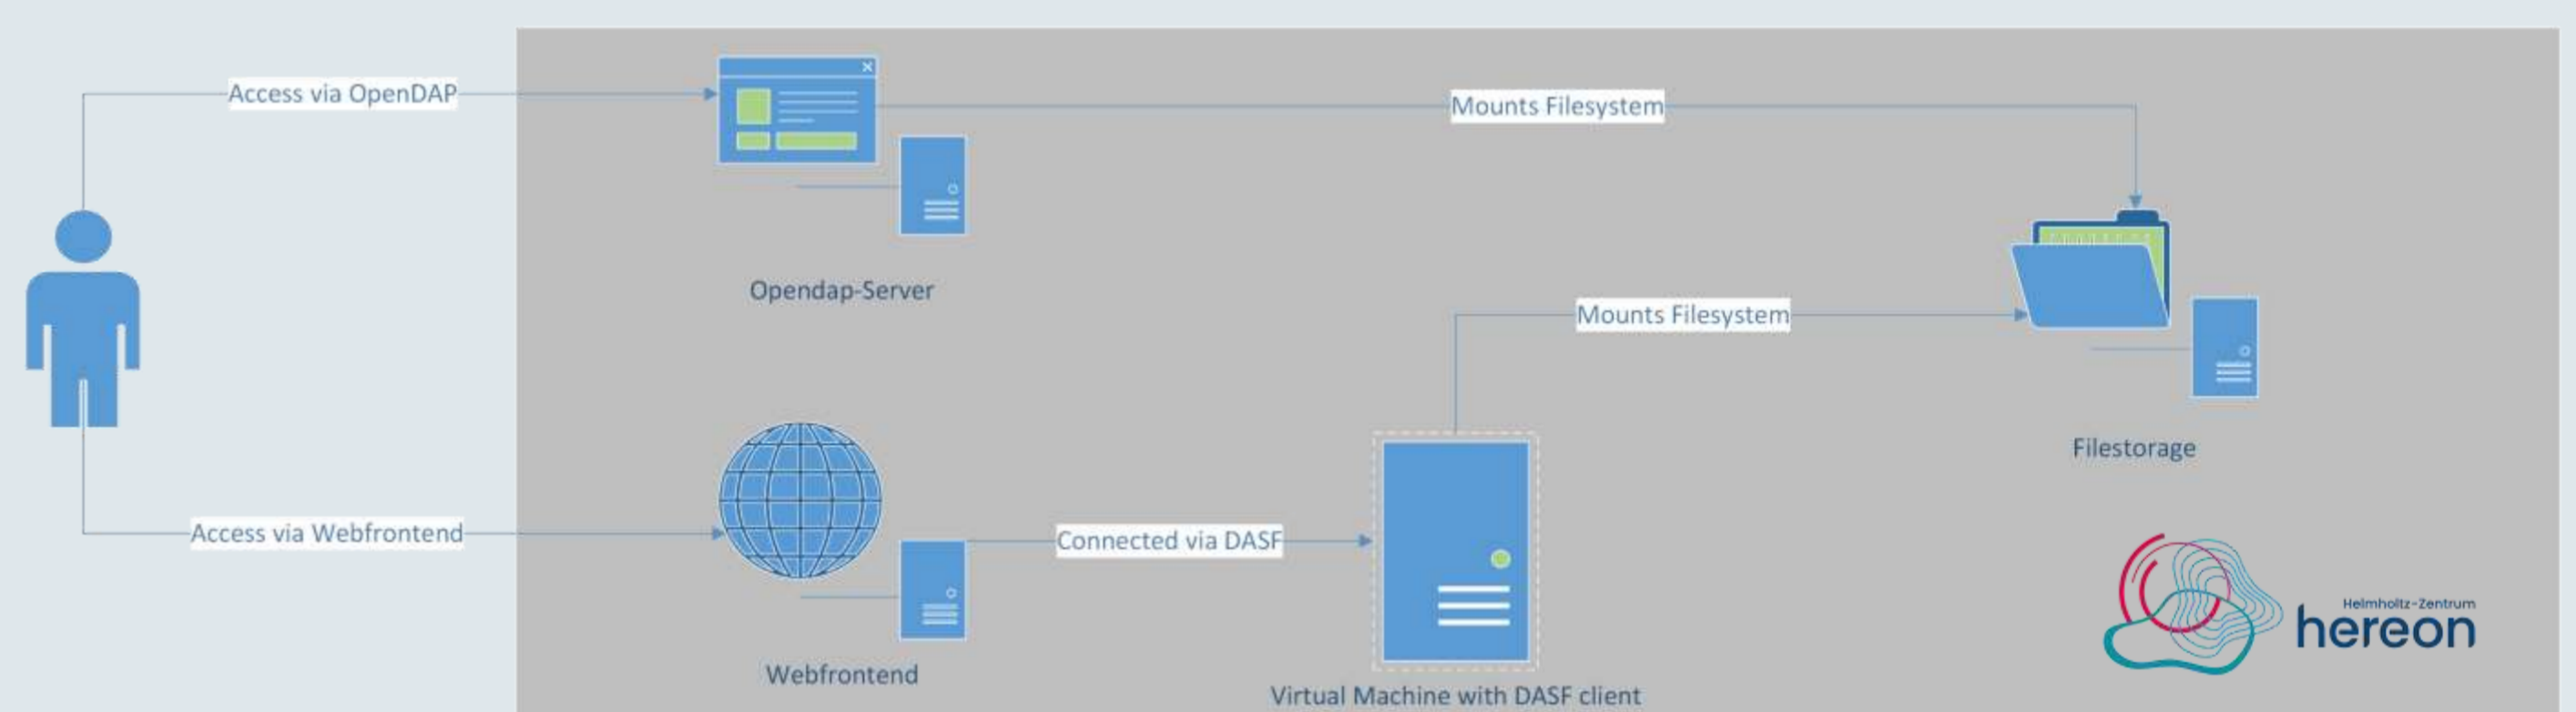 Access via OpenDAP
Mounts Filesystem
Opendap-Server
Mounts Filesystem
Filestorage
Access via Webfrontend
Connected via DASF
Webfrontend
Virtual Machine with DASF client
Helmholtz-Zentrum
hereon